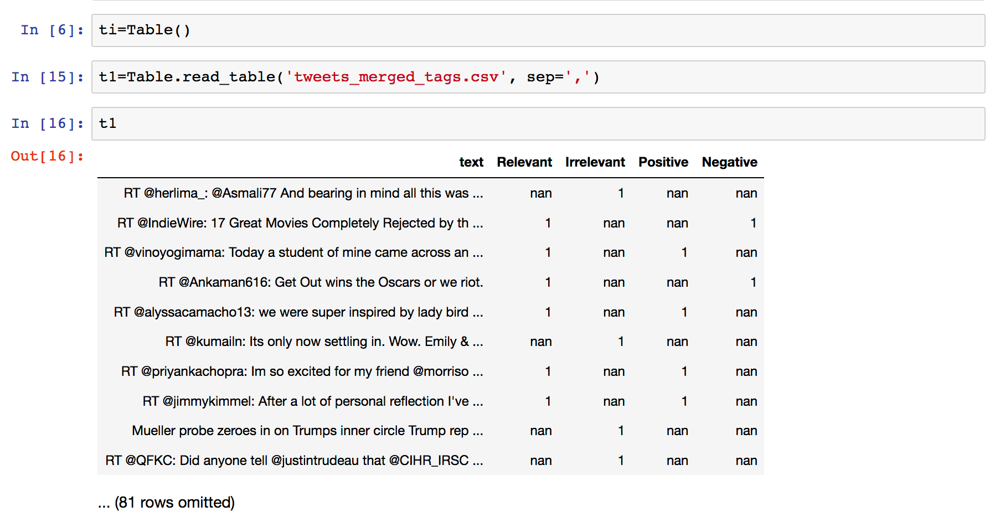 In [6]: ti=Table()
In [15]: t1=Table.read_table('tweets_merged_tags.csv', sep=',')
In [16]: t1
Out[16]:
text Relevant Irrelevant Positive Negative
RT @herlima_: @Asmali77 And bearing in mind all this was ... nan 1 nan nan
RT @IndieWire: 17 Great Movies Completely Rejected by th ... 1 nan nan 1
RT @vinoyogimama: Today a student of mine came across an ... 1 nan 1 nan
RT @Ankaman616: Get Out wins the Oscars or we riot. 1 nan nan 1
RT @alyssacamacho13: we were super inspired by lady bird ... 1 nan 1 nan
RT @kumailn: Its only now settling in. Wow. Emily & ... nan 1 nan nan
RT @priyankachopra: Im so excited for my friend @morriso ... 1 nan 1 nan
RT @jimmykimmel: After a lot of personal reflection I've ... 1 nan 1 nan
Mueller probe zeroes in on Trumps inner circle Trump rep ... nan 1 nan nan
RT @QFKC: Did anyone tell @justintrudeau that @CIHR_IRSC ... nan 1 nan nan
... (81 rows omitted)